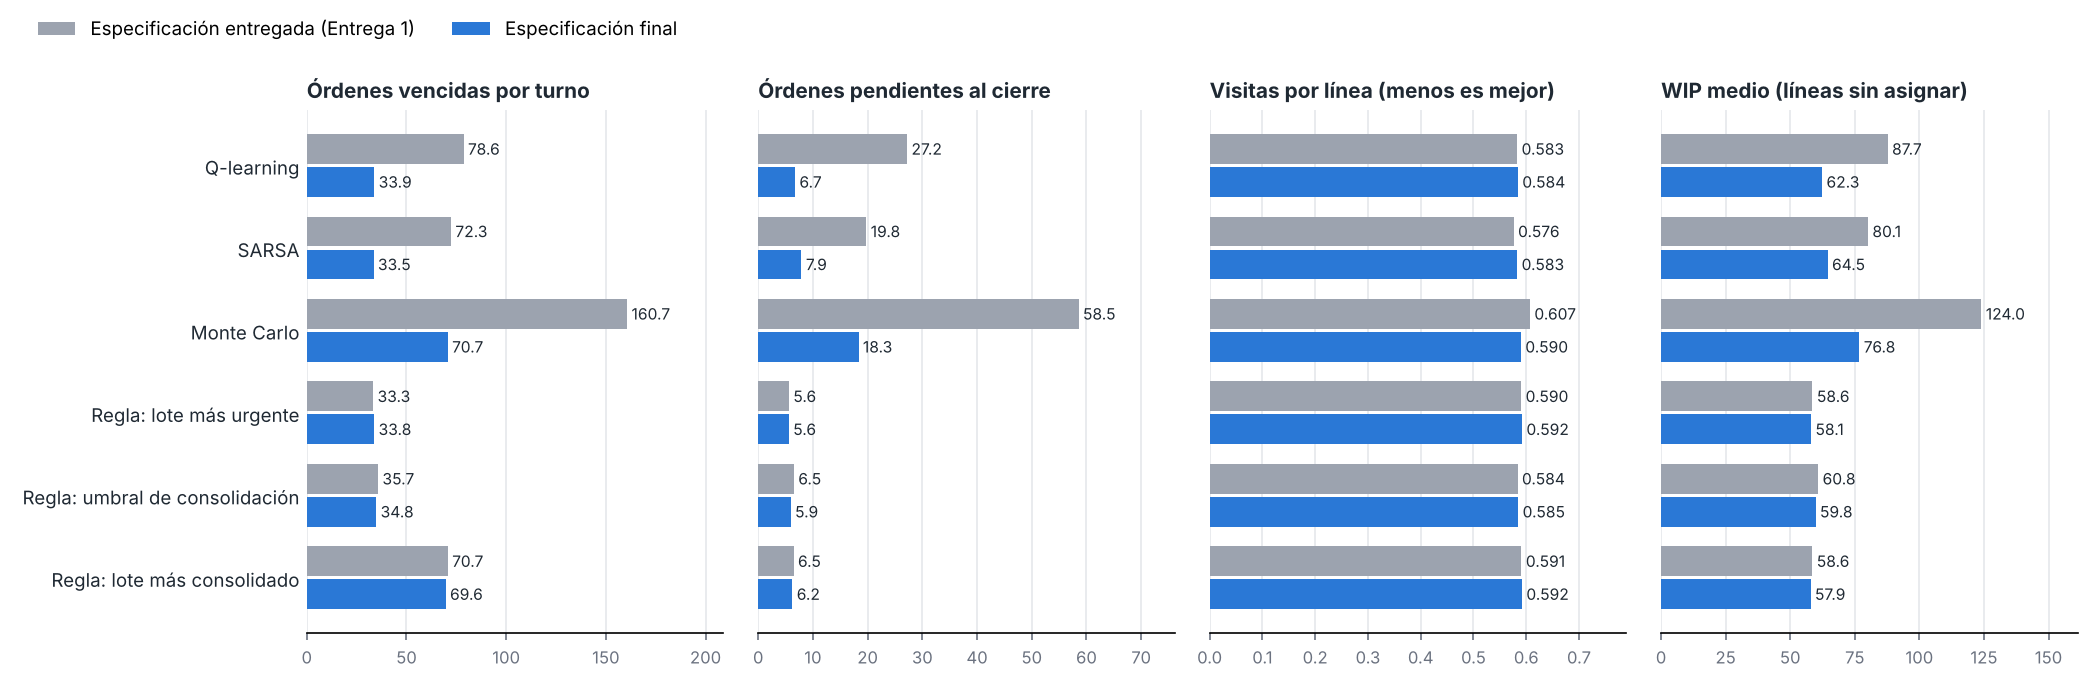 Especificación entregada (Entrega 1) Especificación final
Órdenes vencidas por turno Órdenes pendientes al cierre Visitas por línea (menos es mejor) WIP medio (líneas sin asignar)
78.6 27.2 0.583 87.7
Q-learning
33.9 6.7 0.584 62.3
72.3 19.8 0.576 80.1
SARSA
33.5 7.9 0.583 64.5
160.7 58.5 0.607 124.0
Monte Carlo
70.7 18.3 0.590 76.8
33.3 5.6 0.590 58.6
Regla: lote más urgente
33.8 5.6 0.592 58.1
35.7 6.5 0.584 60.8
Regla: umbral de consolidación
34.8 5.9 0.585 59.8
70.7 6.5 0.591 58.6
Regla: lote más consolidado
69.6 6.2 0.592 57.9
0 50 100 150 200 0 10 20 30 40 50 60 70 0.0 0.1 0.2 0.3 0.4 0.5 0.6 0.7 0 25 50 75 100 125 150